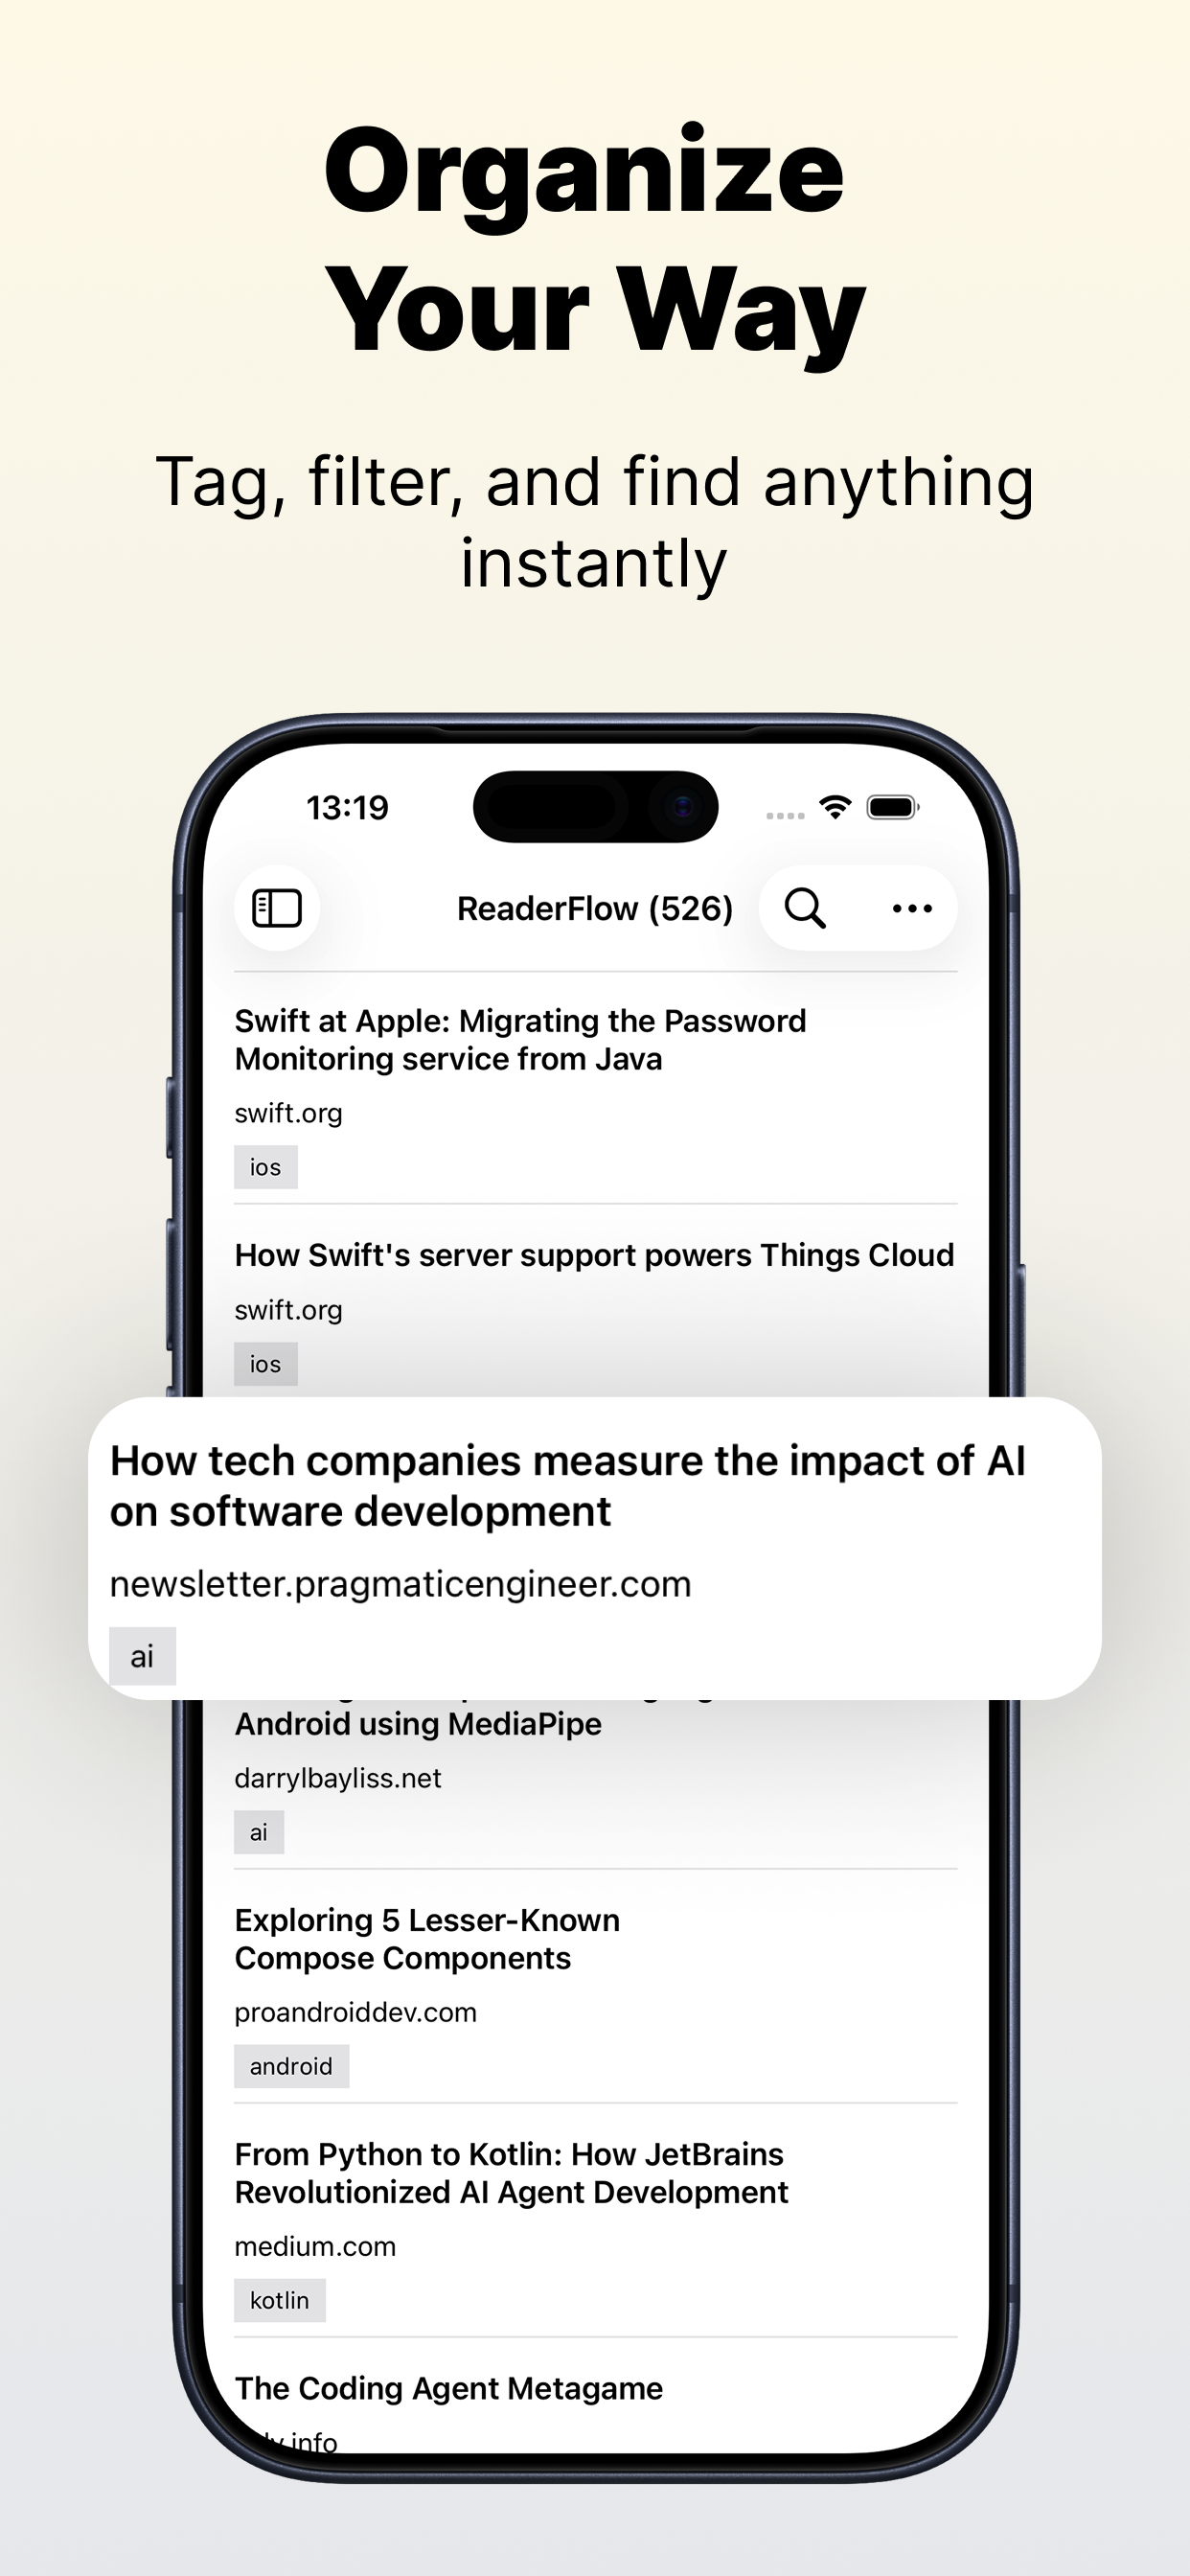 Organize
Your Way
Tag, filter, and find anything
instantly
13:19
ReaderFlow (526)
Swift at Apple: Migrating the Password
Monitoring service from Java
swift.org
ios
How Swift's server support powers Things Cloud
swift.org
ios
How tech companies measure the impact of AI
on software development
newsletter.pragmaticengineer.com
ai
Android using MediaPipe
darrylbayliss.net
ai
Exploring 5 Lesser-Known
Compose Components
proandroiddev.com
android
From Python to Kotlin: How JetBrains
Revolutionized AI Agent Development
medium.com
kotlin
The Coding Agent Metagame